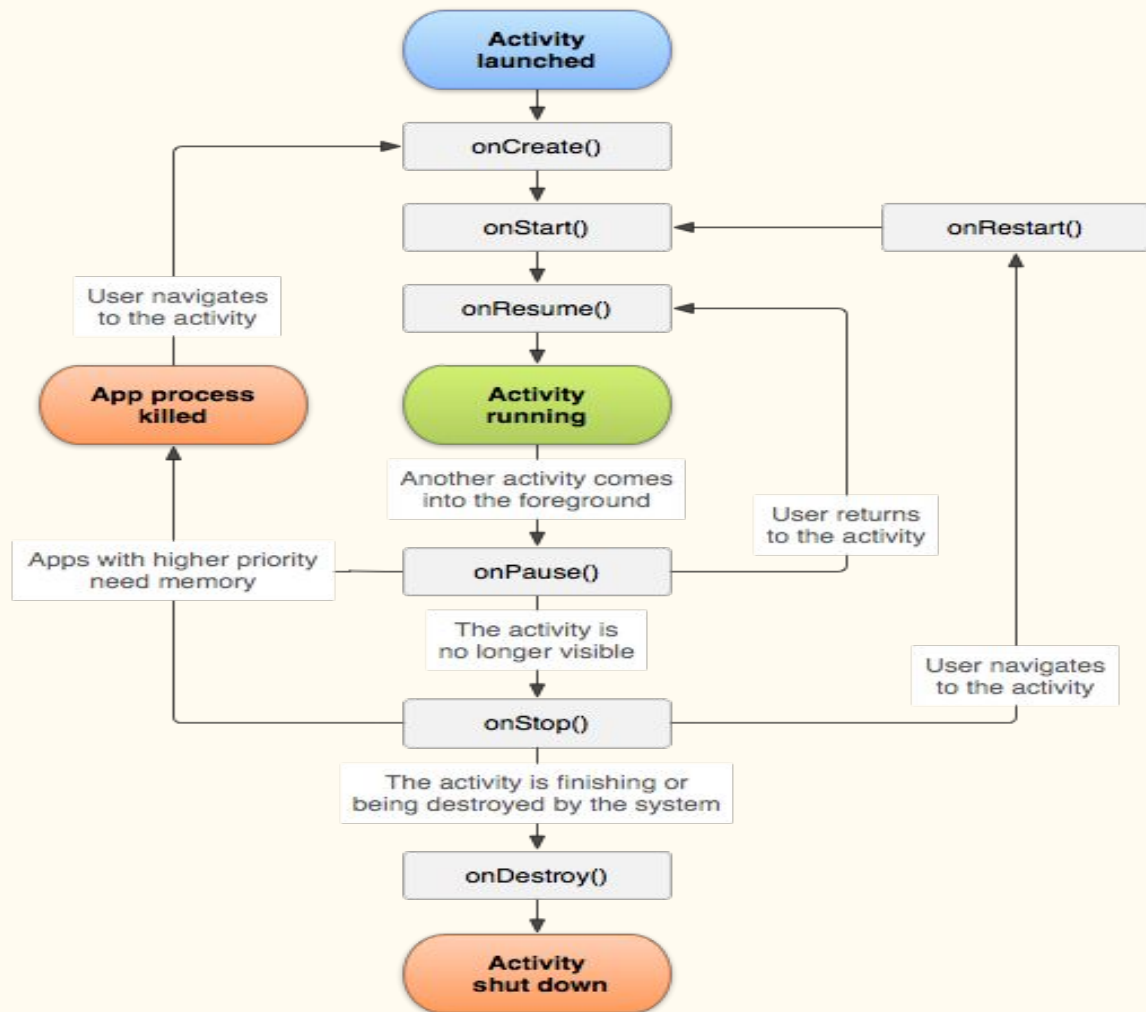 Activity
launched
onCreate()
onStart()
onRestart()
User navigates
to the activity
onResume()
App process
killed
Activity
running
Another activity comes
into the foreground
User returns
to the activity
Apps with higher priority
need memory
onPause()
The activity is
no longer visible
User navigates
to the activity
onStop()
The activity is finishing or
being destroyed by the system
onDestroy()
Activity
shut down